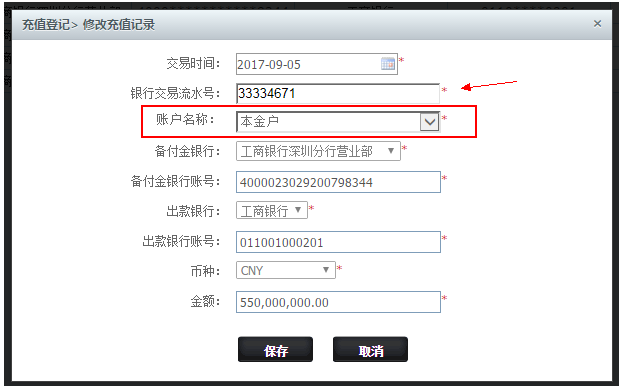 充值登记> 修改充值记录 ×
交易时间： 2017-09-05 *
银行交易流水号： 33334671 *
账户名称： 本金户 *
备付金银行： 工商银行深圳分行营业部 *
备付金银行账号： 4000023029200798344 *
出款银行： 工商银行 *
出款银行账号： 011001000201 *
币种： CNY *
金额： 550,000,000.00 *
保存 取消